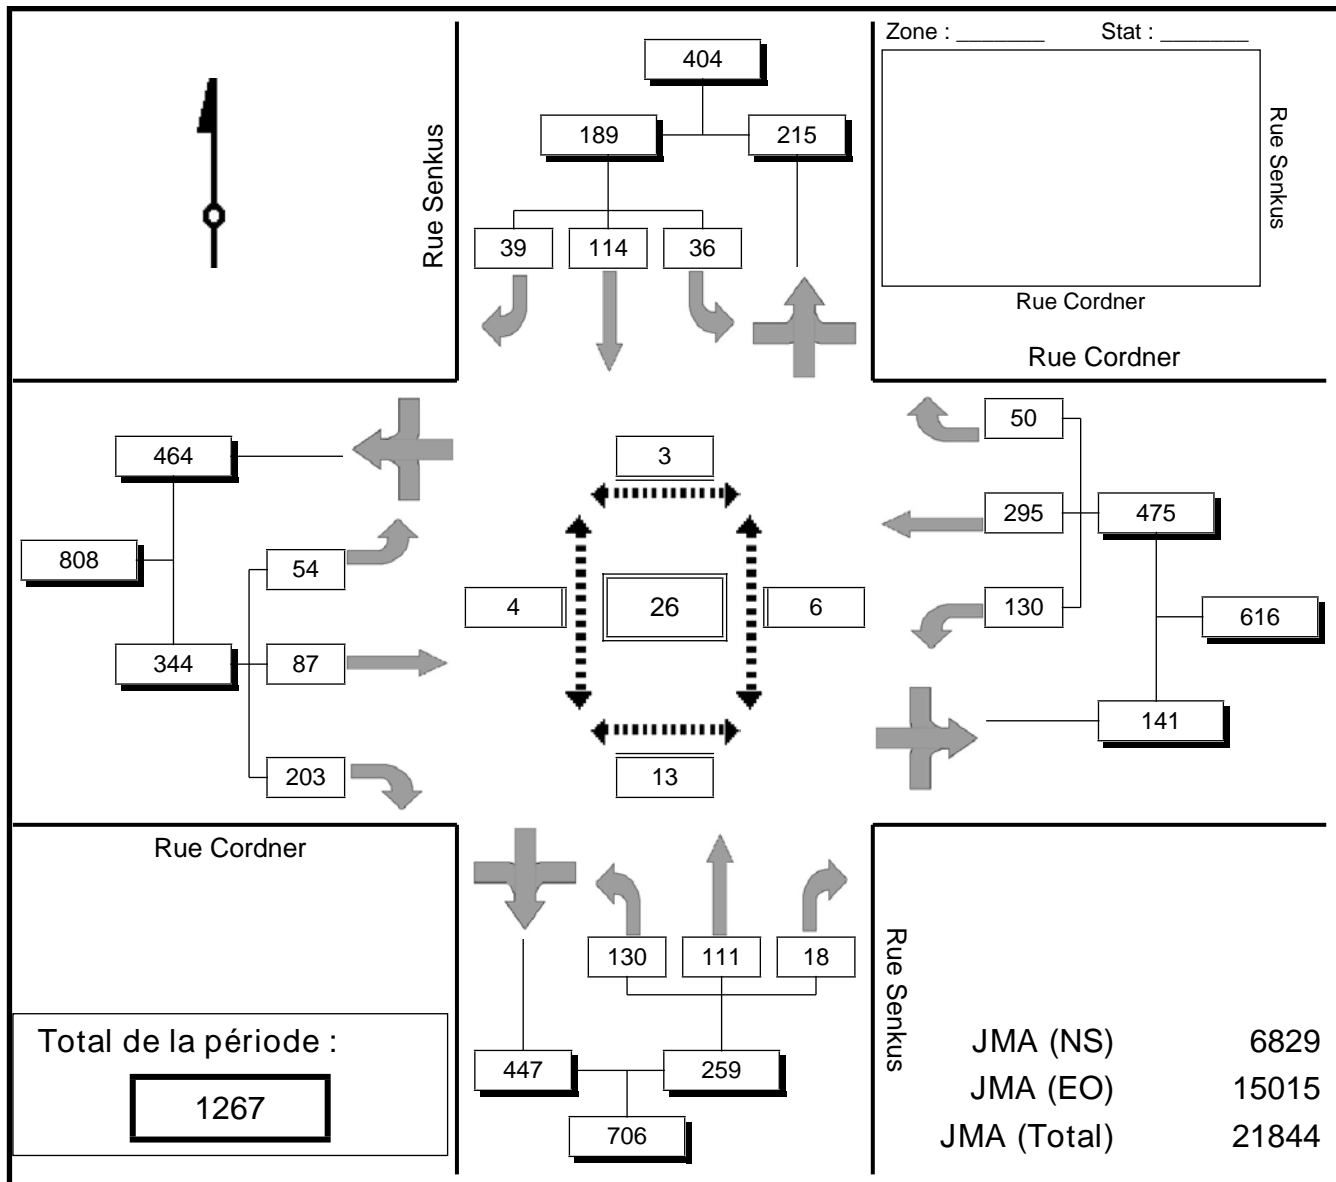 Zone : _______ Stat : _______
Rue Senkus
Rue Cordner
Rue Cordner
Rue Senkus
404
189
215
39
114
36
50
295
475
130
616
141
464
808
54
344
87
203
3
4
26
6
13
Rue Cordner
130
111
18
447
259
706
Total de la période :
1267
Rue Senkus
JMA (NS) 6829
JMA (EO) 15015
JMA (Total) 21844